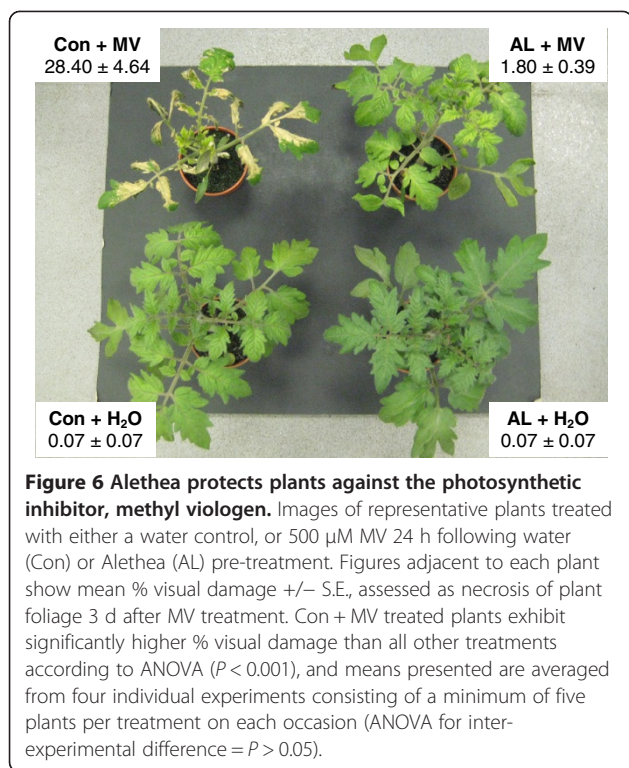 Con + MV
28.40 ± 4.64
AL + MV
1.80 ± 0.39
Con + H₂O
0.07 ± 0.07
AL + H₂O
0.07 ± 0.07
Figure 6 Alethea protects plants against the photosynthetic
inhibitor, methyl viologen. Images of representative plants treated
with either a water control, or 500 μM MV 24 h following water
(Con) or Alethea (AL) pre-treatment. Figures adjacent to each plant
show mean % visual damage +/− S.E., assessed as necrosis of plant
foliage 3 d after MV treatment. Con + MV treated plants exhibit
significantly higher % visual damage than all other treatments
according to ANOVA (P < 0.001), and means presented are averaged
from four individual experiments consisting of a minimum of five
plants per treatment on each occasion (ANOVA for inter-
experimental difference = P > 0.05).